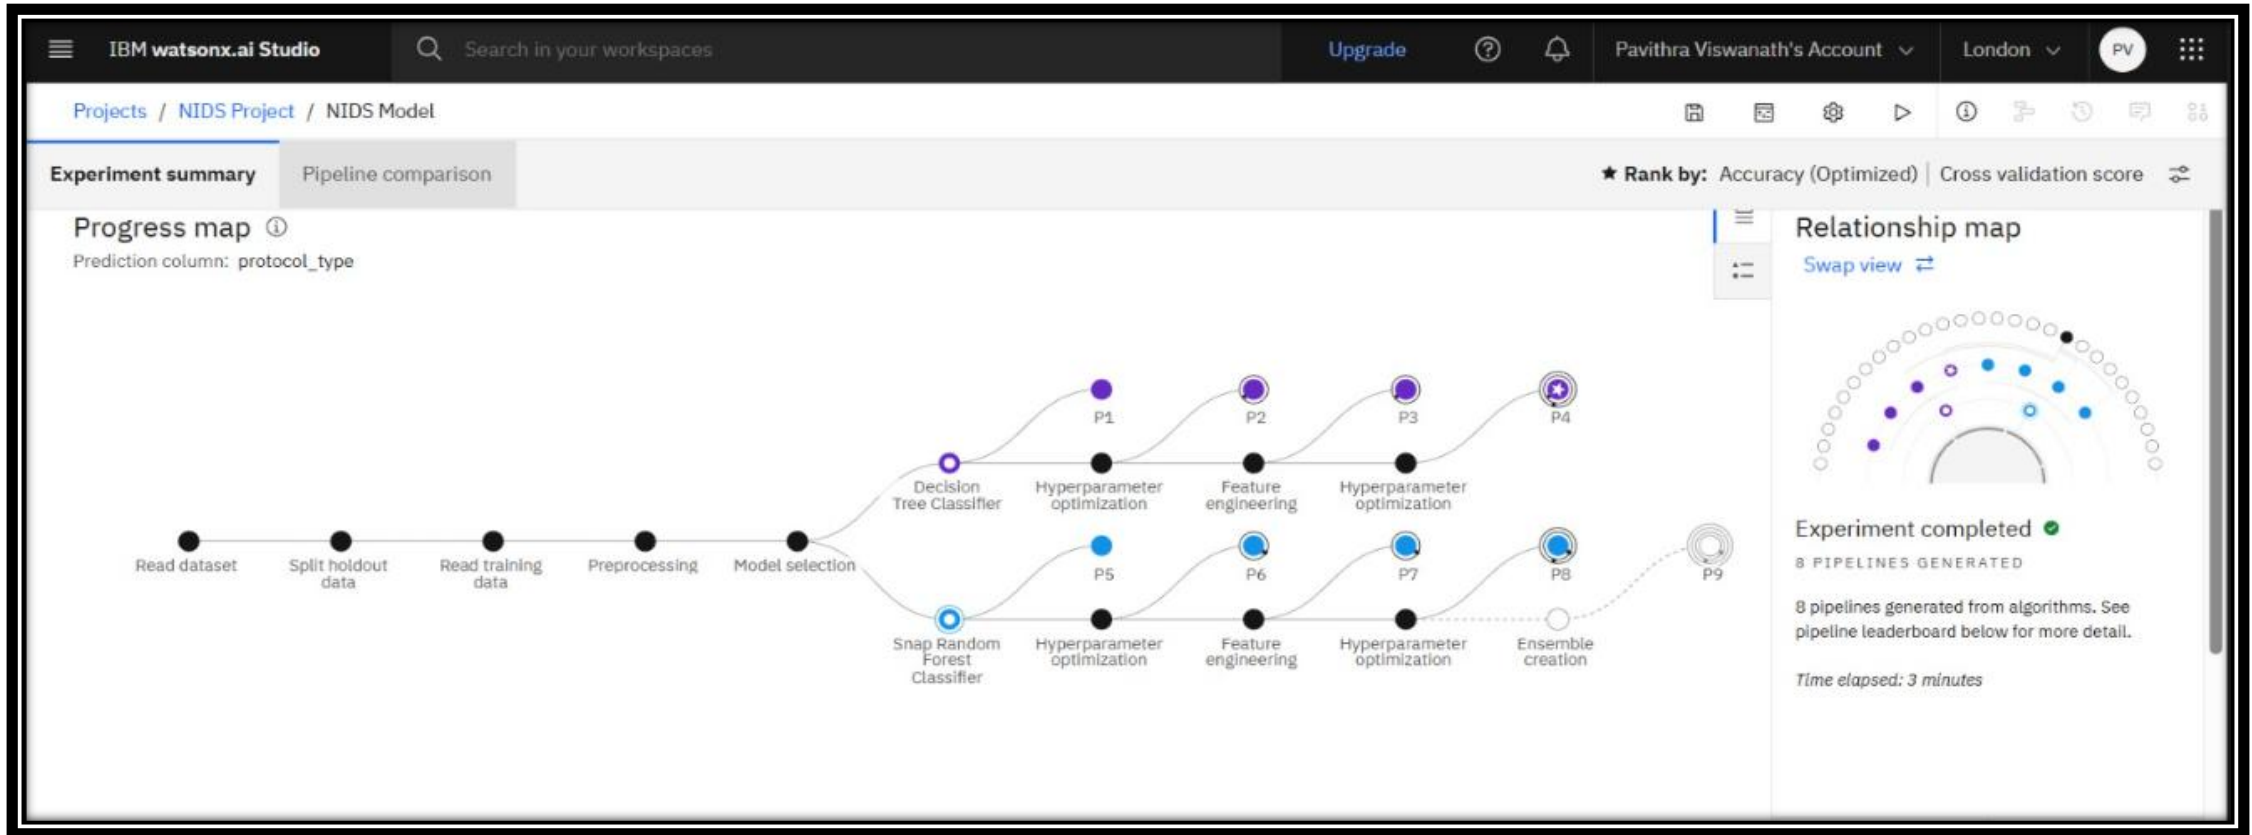 IBM watsonx.ai Studio
Search in your workspaces
Upgrade
Pavithra Viswanath's Account
London
PV
Projects / NIDS Project / NIDS Model
Experiment summary
Pipeline comparison
Rank by: Accuracy (Optimized) | Cross validation score
Progress map
Prediction column: protocol_type
P1
P2
P3
P4
Decision
Tree Classifier
Hyperparameter
optimization
Feature
engineering
Hyperparameter
optimization
Read dataset
Split holdout
data
Read training
data
Preprocessing
Model selection
P5
P6
P7
P8
P9
Snap Random
Forest
Classifier
Hyperparameter
optimization
Feature
engineering
Hyperparameter
optimization
Ensemble
creation
Relationship map
Swap view
Experiment completed
8 PIPELINES GENERATED
8 pipelines generated from algorithms. See
pipeline leaderboard below for more detail.
Time elapsed: 3 minutes